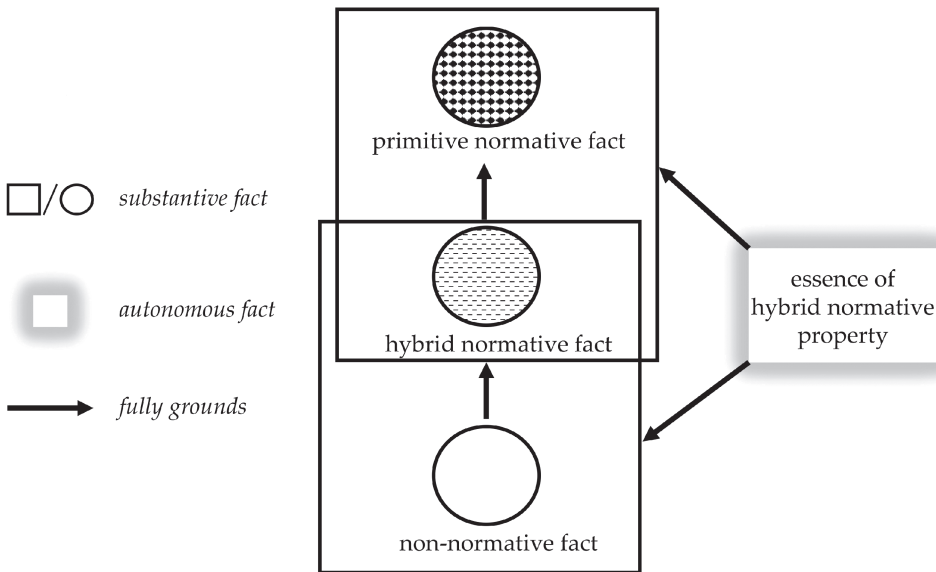 primitive normative fact
substantive fact
essence of
hybrid normative
property
autonomous fact
hybrid normative fact
fully grounds
non-normative fact